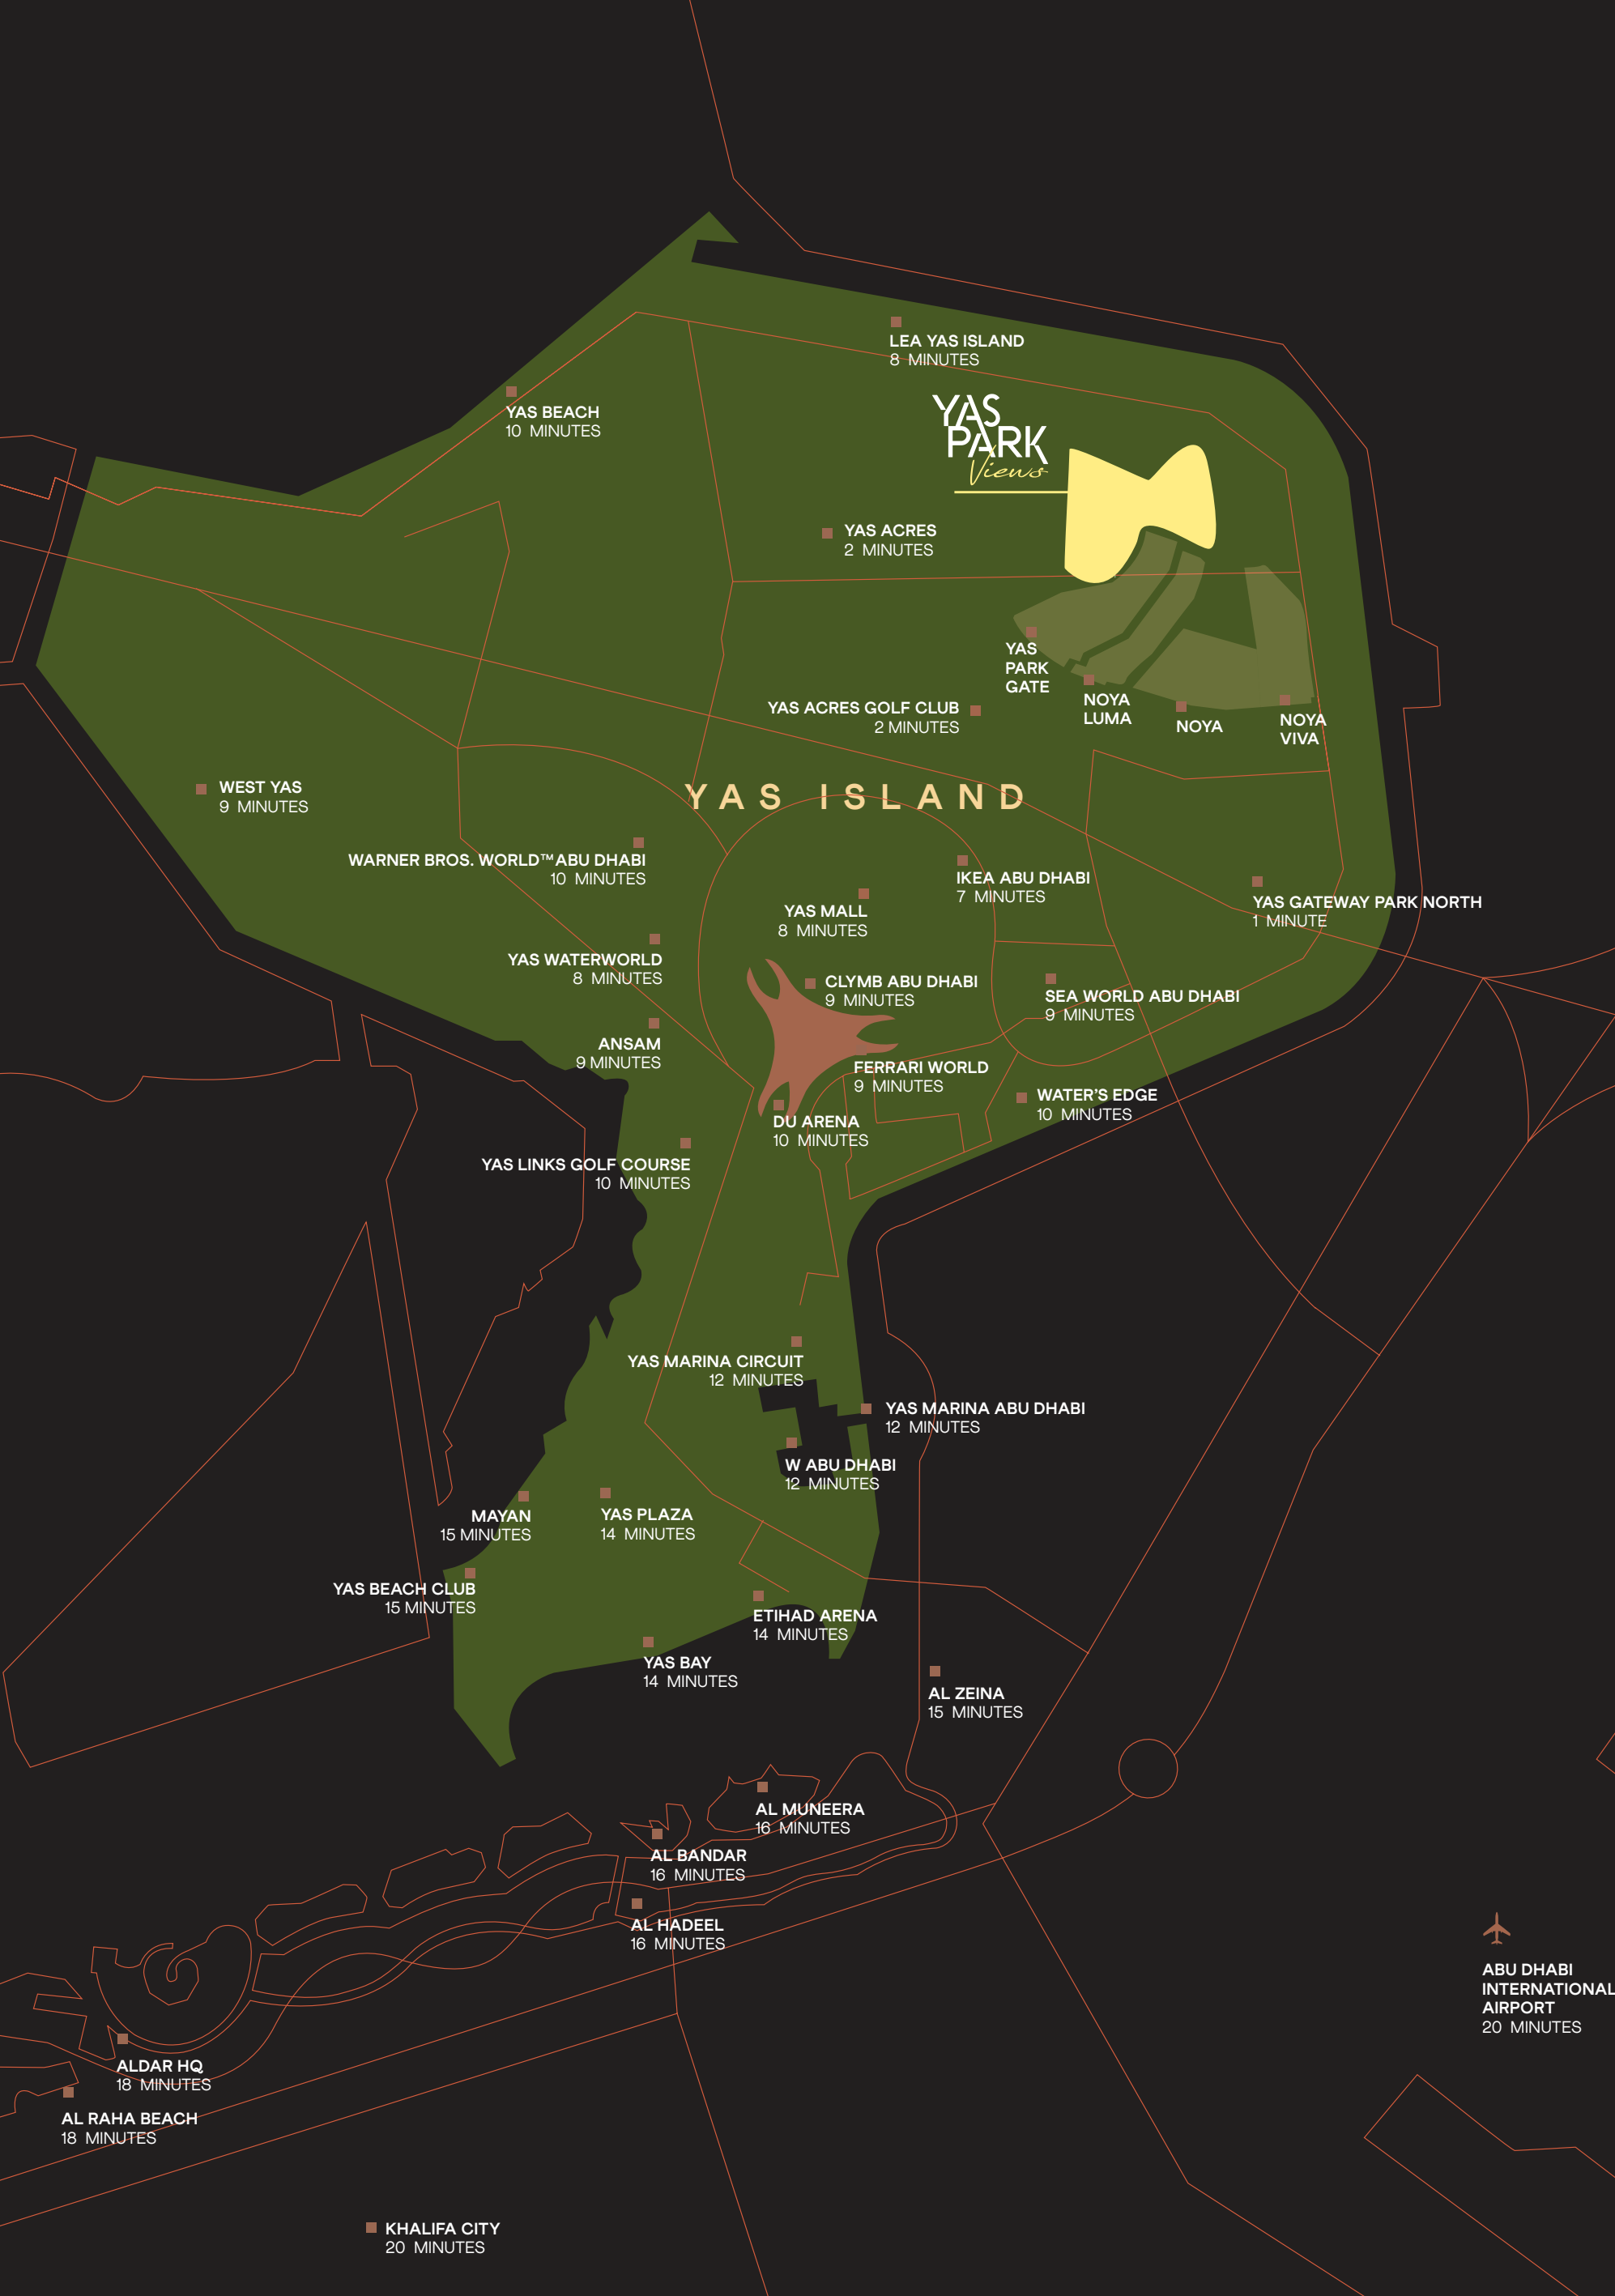 LEA YAS ISLAND
8 MINUTES
YAS
PARK
Views
YAS BEACH
10 MINUTES
YAS ACRES
2 MINUTES
YAS
PARK
GATE
NOYA
LUMA
NOYA
NOYA
VIVA
YAS ACRES GOLF CLUB
2 MINUTES
YAS ISLAND
WEST YAS
9 MINUTES
WARNER BROS. WORLD™ ABU DHABI
10 MINUTES
IKEA ABU DHABI
7 MINUTES
YAS GATEWAY PARK NORTH
1 MINUTE
YAS MALL
8 MINUTES
YAS WATERWORLD
8 MINUTES
CLYMB ABU DHABI
9 MINUTES
SEA WORLD ABU DHABI
9 MINUTES
ANSAM
9 MINUTES
FERRARI WORLD
9 MINUTES
WATER'S EDGE
10 MINUTES
DU ARENA
10 MINUTES
YAS LINKS GOLF COURSE
10 MINUTES
YAS MARINA CIRCUIT
12 MINUTES
YAS MARINA ABU DHABI
12 MINUTES
W ABU DHABI
12 MINUTES
MAYAN
15 MINUTES
YAS PLAZA
14 MINUTES
YAS BEACH CLUB
15 MINUTES
ETIHAD ARENA
14 MINUTES
YAS BAY
14 MINUTES
AL ZEINA
15 MINUTES
AL MUNEERA
16 MINUTES
AL BANDAR
16 MINUTES
AL HADEEL
16 MINUTES
ABU DHABI
INTERNATIONAL
AIRPORT
20 MINUTES
ALDAR HQ
18 MINUTES
AL RAHA BEACH
18 MINUTES
KHALIFA CITY
20 MINUTES